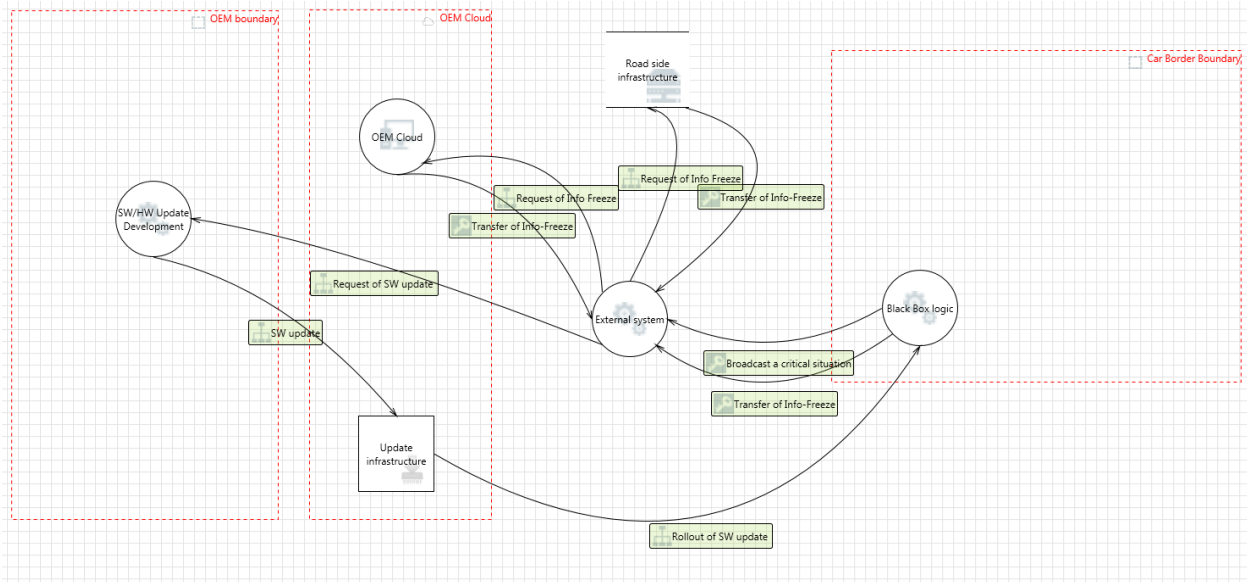 OEM boundary
OEM Cloud
Car Border Boundary
Road side
infrastructure
OEM Cloud
Request of Info Freeze
Request of Info Freeze
Transfer of Info-Freeze
Transfer of Info-Freeze
SW/HW Update
Development
Request of SW update
External system
Black Box logic
SW update
Broadcast a critical situation
Transfer of Info-Freeze
Update
infrastructure
Rollout of SW update